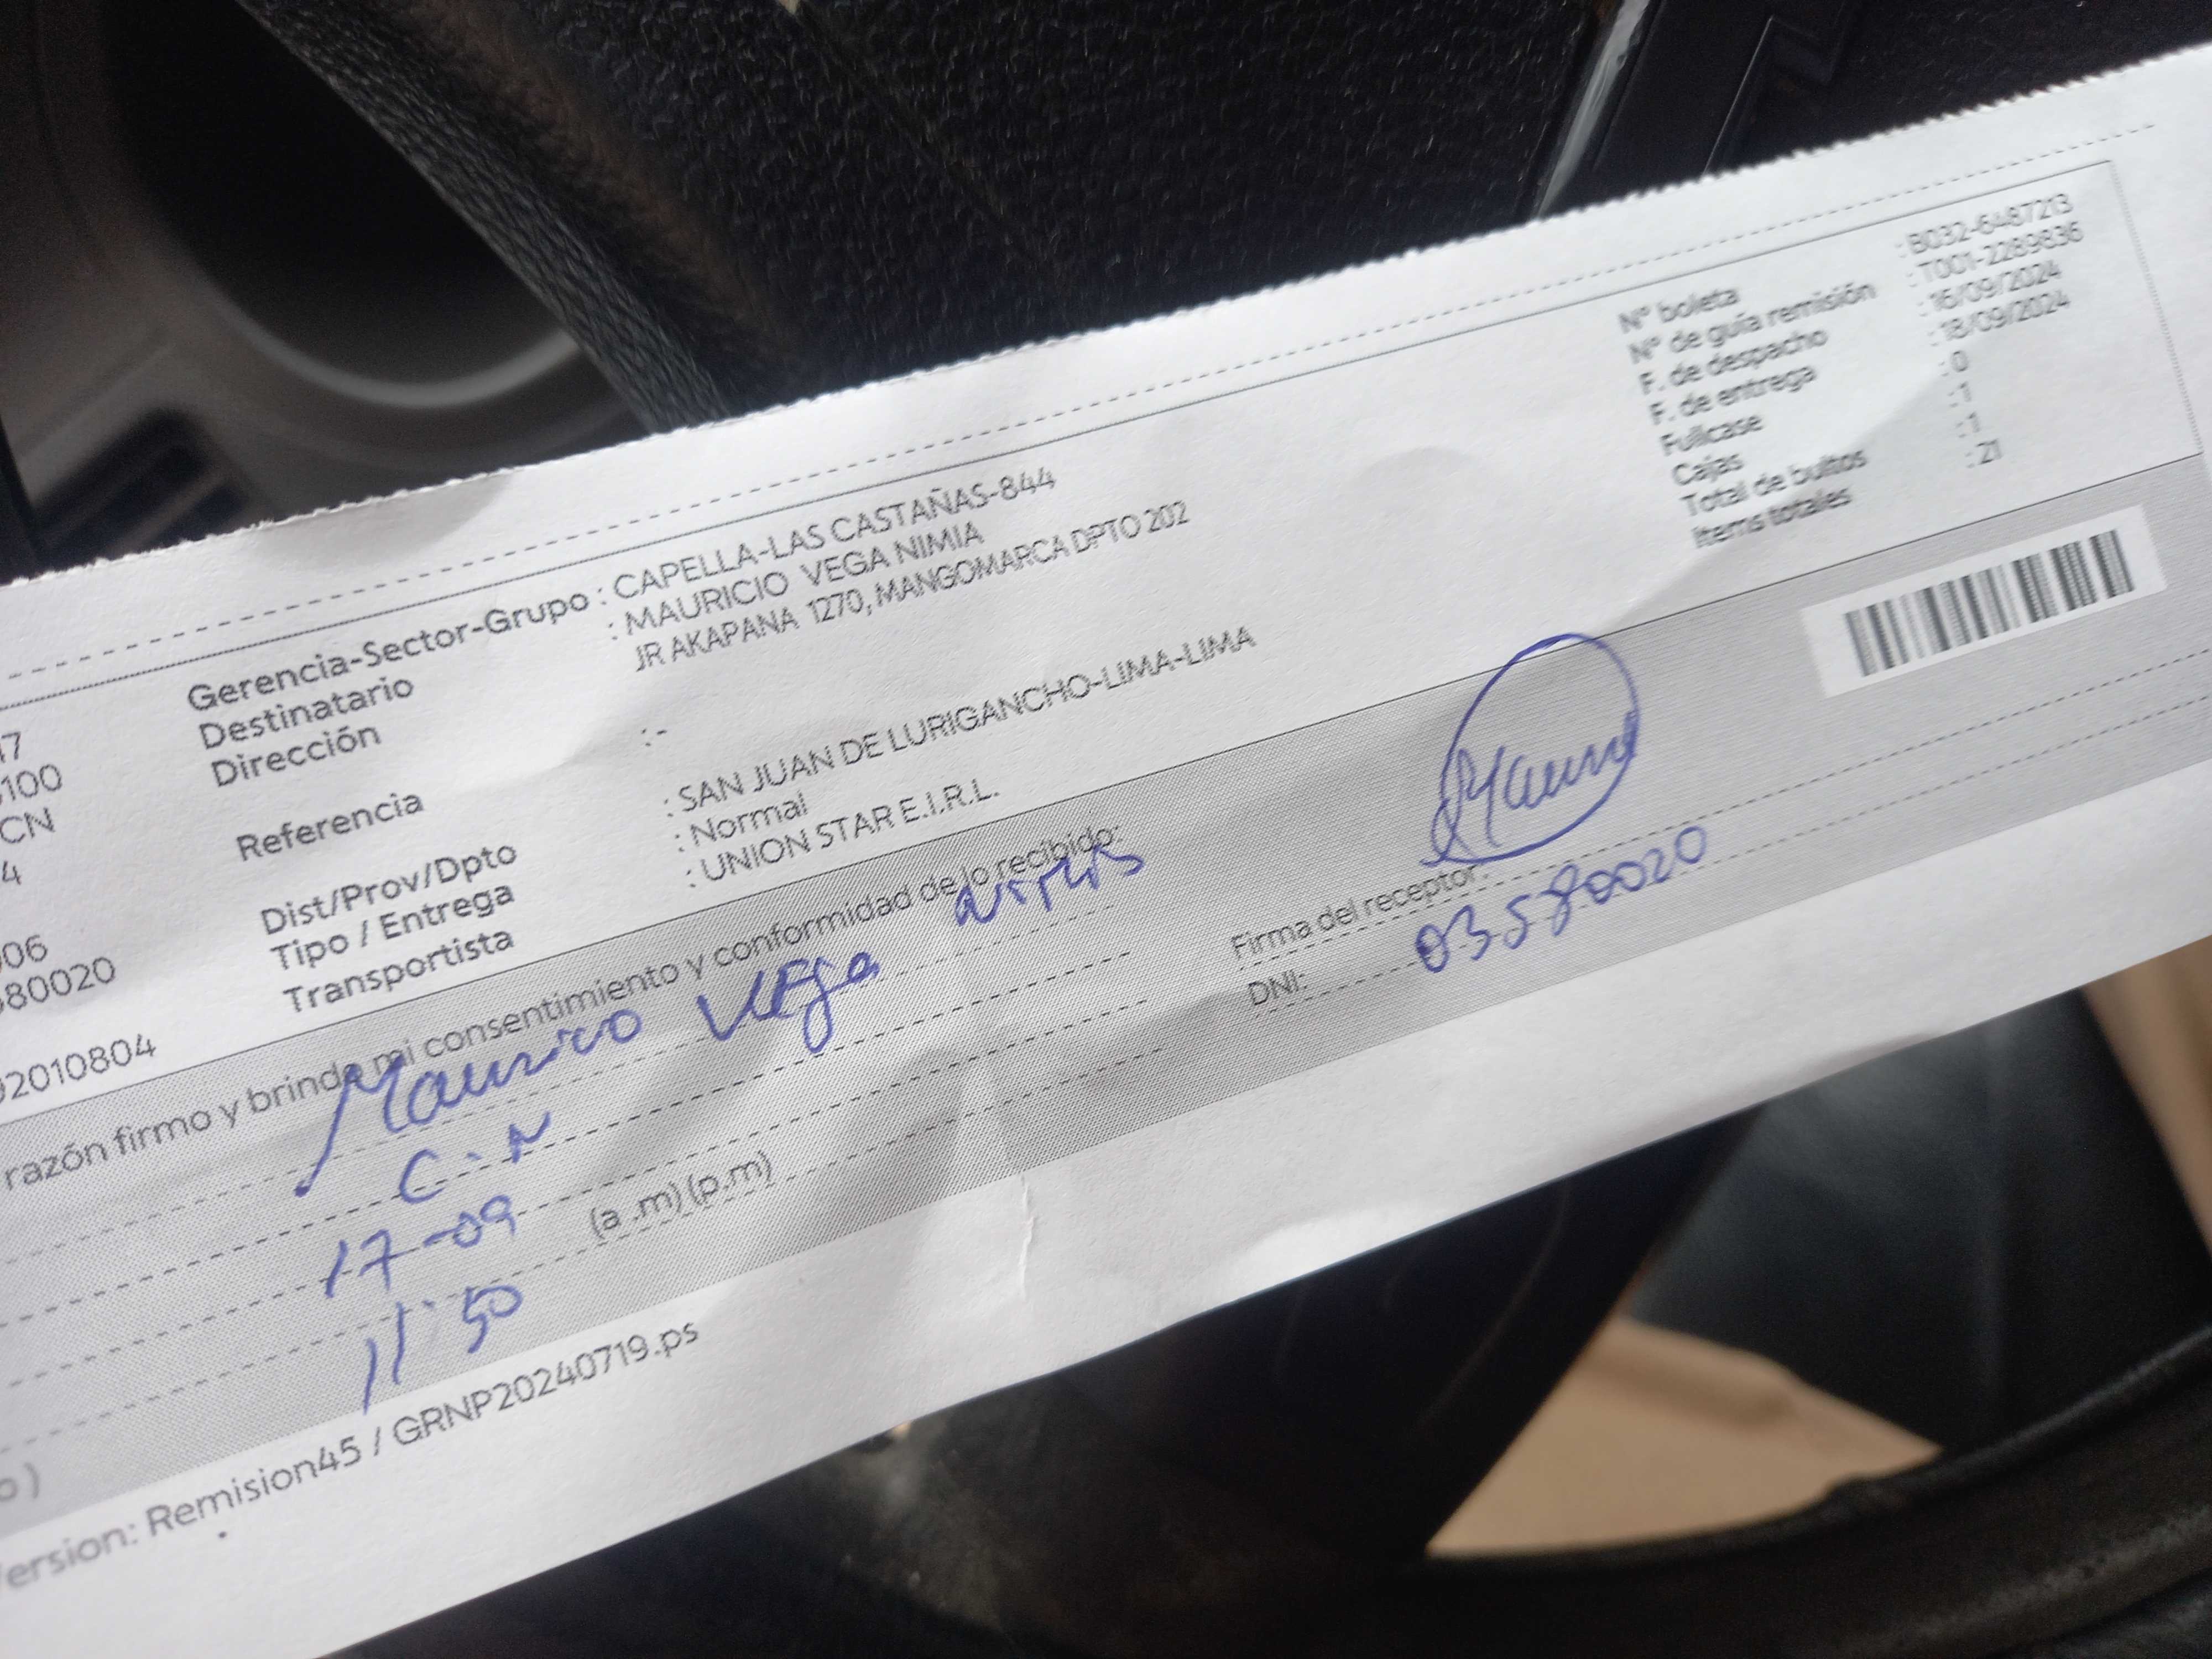 Gerencia-Sector-Grupo : CAPELLA-LAS CASTAÑAS-844
Destinatario : MAURICIO VEGA NIMIA
Dirección JR AKAPANA 1270, MANGOMARCA DPTO 202
Referencia :-
Dist/Prov/Dpto : SAN JUAN DE LURIGANCHO-LIMA-LIMA
Tipo / Entrega : Normal
Transportista : UNION STAR E.I.R.L.
17
100
CN
4
06
80020
2010804
N° boleta : B032-6487213
N° de guía remisión : T001-2289836
F. de despacho : 16/09/2024
F. de entrega : 18/09/2024
Fullcase : 0
Cajas : 1
Total de bultos : 1
Items totales : 21
razón firmo y brindo mi consentimiento y conformidad de lo recibido:
Mauricio Vega
C.N
17-09
11:50 (a .m) (p.m)
Firma del receptor:
DNI: 03580020
o )
ersion: Remision45 / GRNP20240719.ps